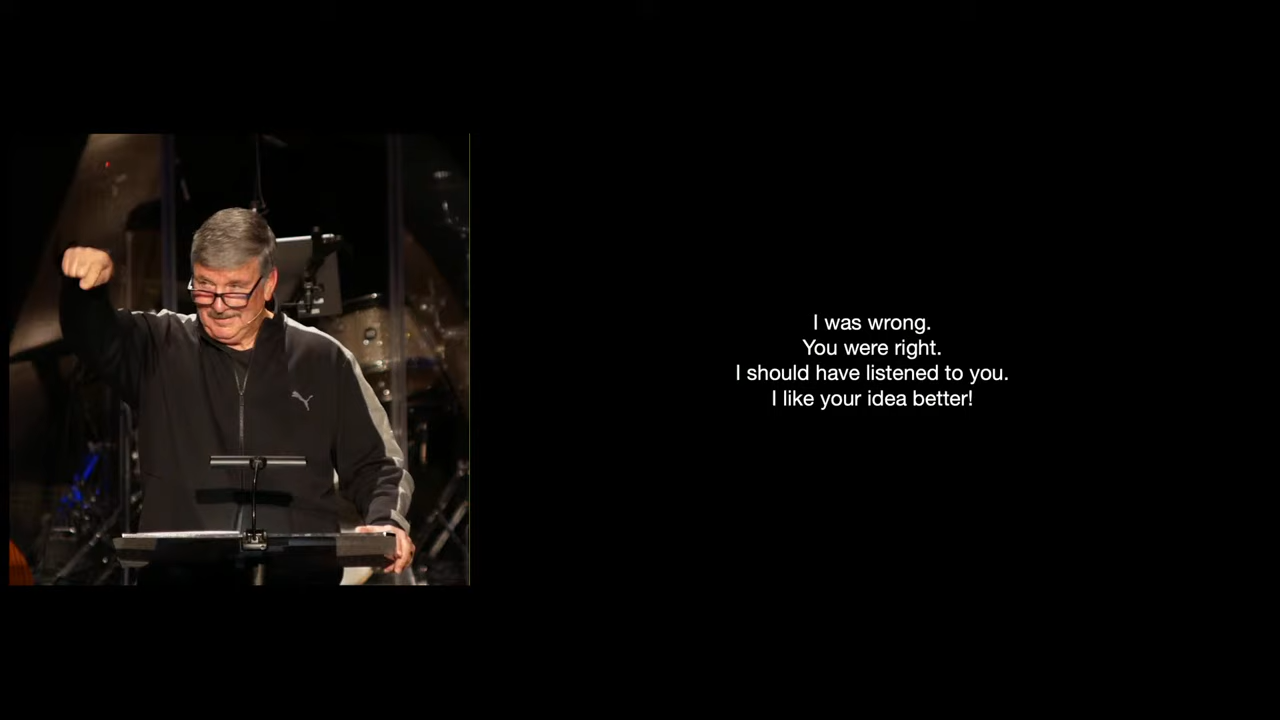 I was wrong.
You were right.
I should have listened to you.
I like your idea better!